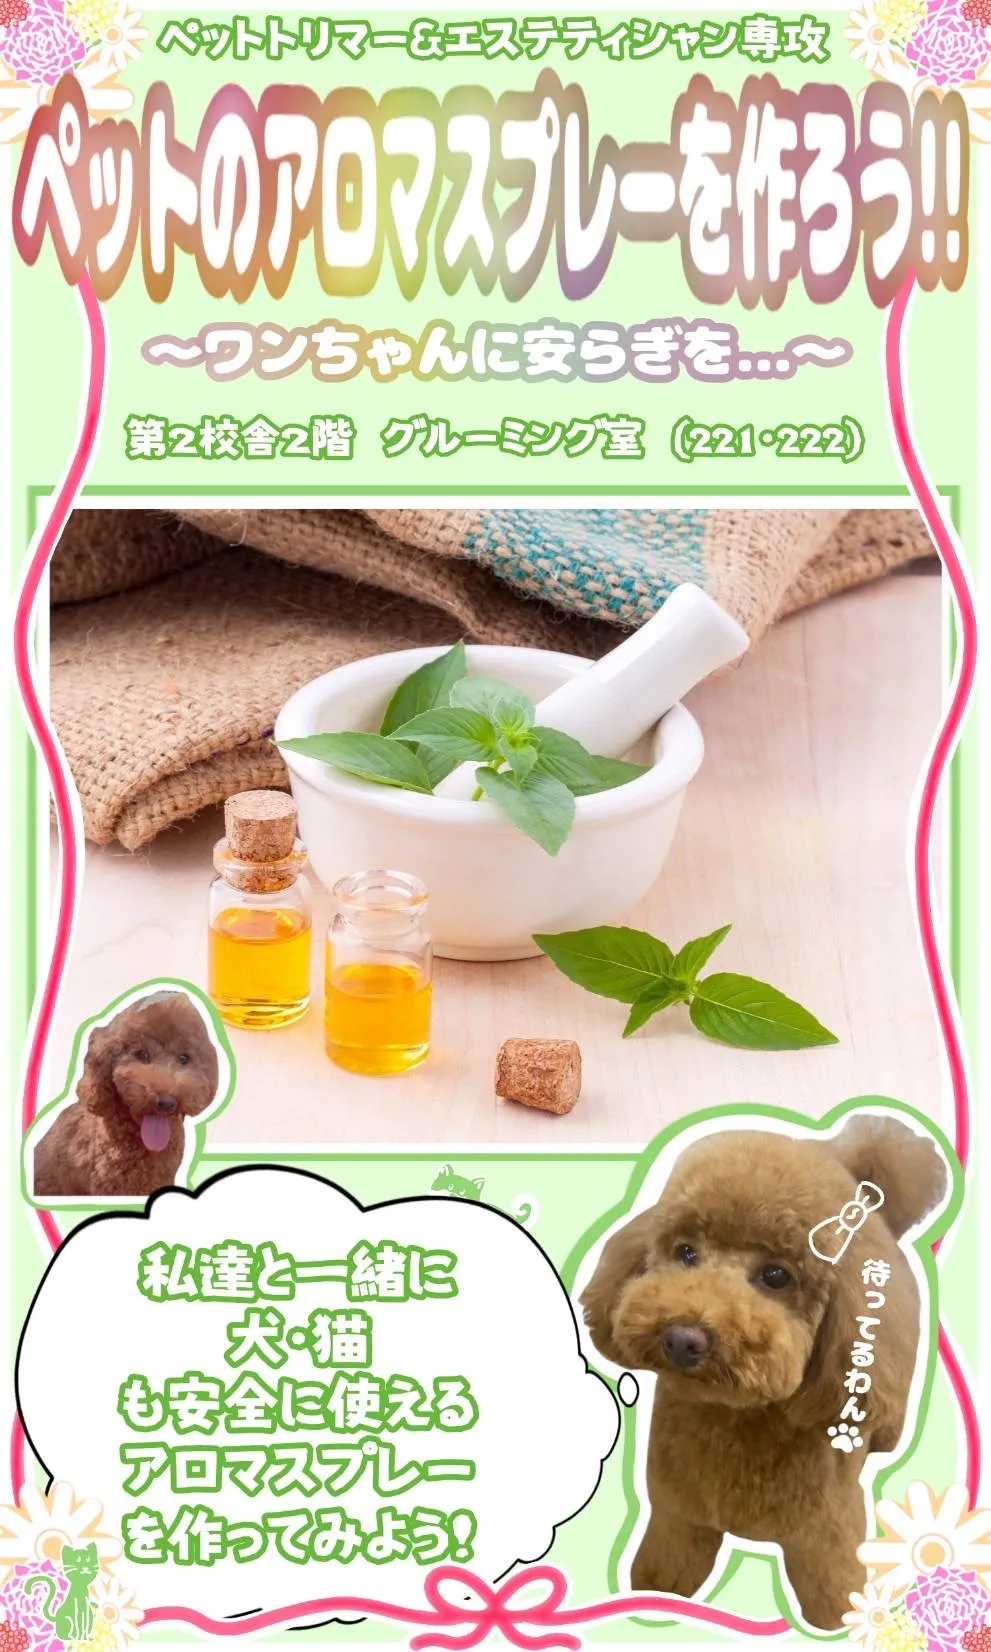 ペットトリマー&エステティシャン専攻
ペットのアロマスプレーを作ろう!!
～ワンちゃんに安らぎを...～
第2校舎2階 グルーミング室 (221・222)
私達と一緒に
犬・猫
も安全に使える
アロマスプレー
を作ってみよう!
待ってるわん